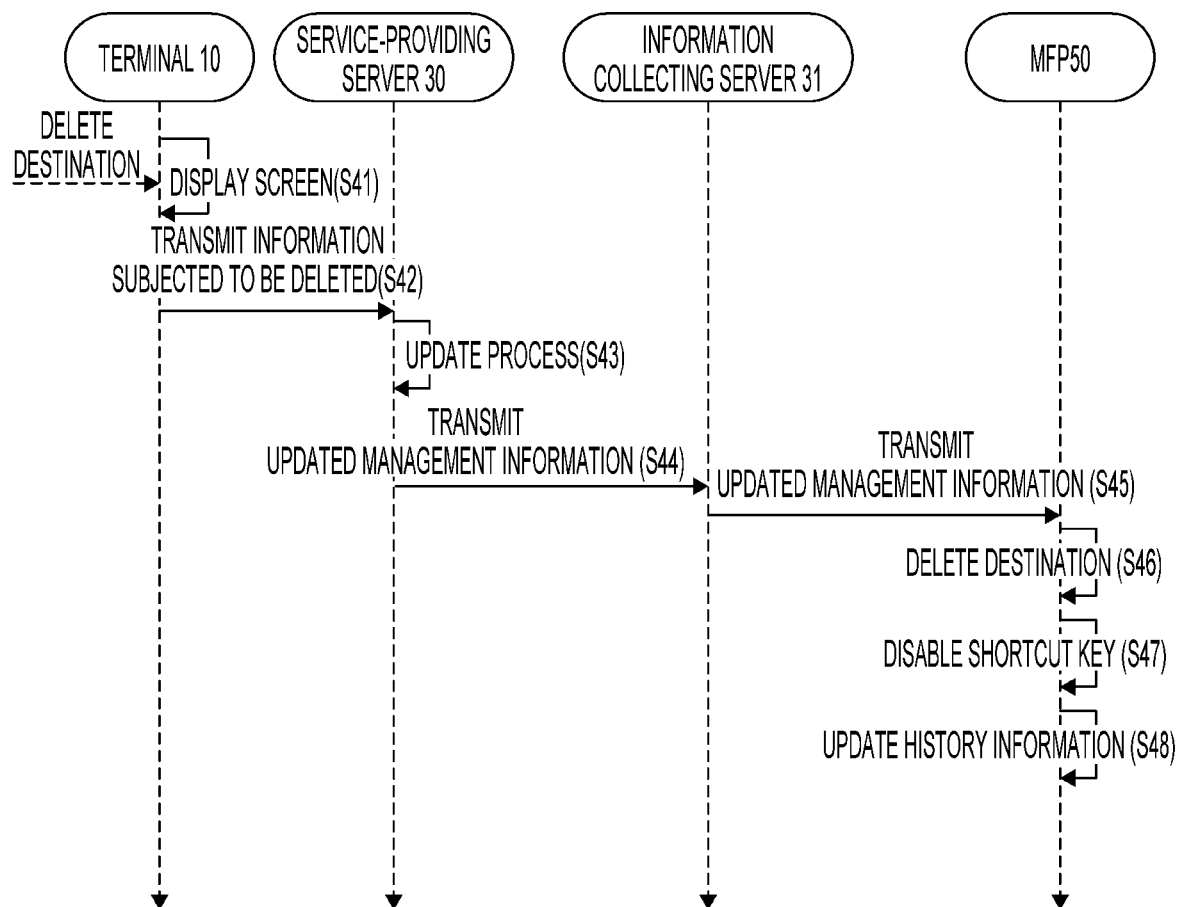 TERMINAL 10
SERVICE-PROVIDING
SERVER 30
INFORMATION
COLLECTING SERVER 31
MFP50
DELETE
DESTINATION
DISPLAY SCREEN(S41)
TRANSMIT INFORMATION
SUBJECTED TO BE DELETED(S42)
UPDATE PROCESS(S43)
TRANSMIT
UPDATED MANAGEMENT INFORMATION (S44)
TRANSMIT
UPDATED MANAGEMENT INFORMATION (S45)
DELETE DESTINATION (S46)
DISABLE SHORTCUT KEY (S47)
UPDATE HISTORY INFORMATION (S48)